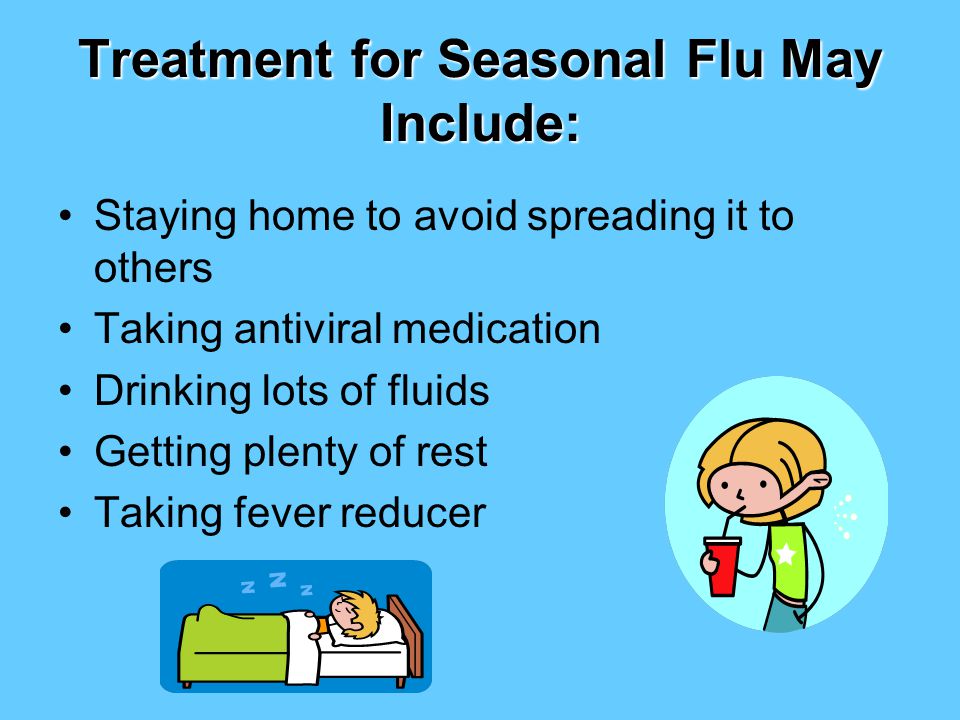 Treatment for Seasonal Flu May
Include:
• Staying home to avoid spreading it to
others
• Taking antiviral medication
• Drinking lots of fluids
• Getting plenty of rest
• Taking fever reducer
z z z